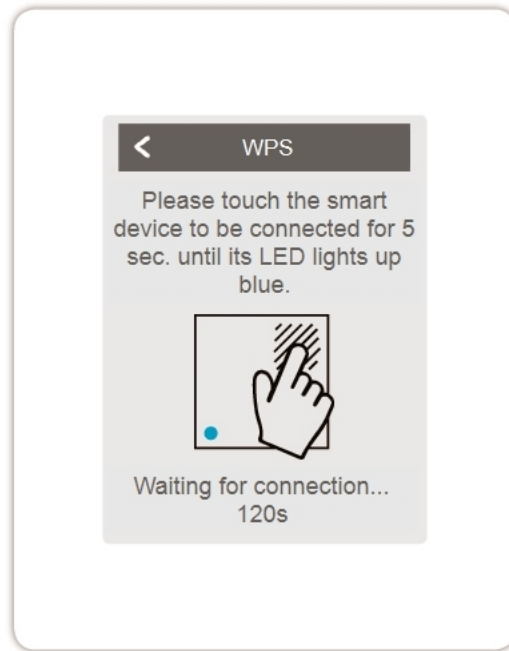 WPS
Please touch the smart
device to be connected for 5
sec. until its LED lights up
blue.
Waiting for connection...
120s